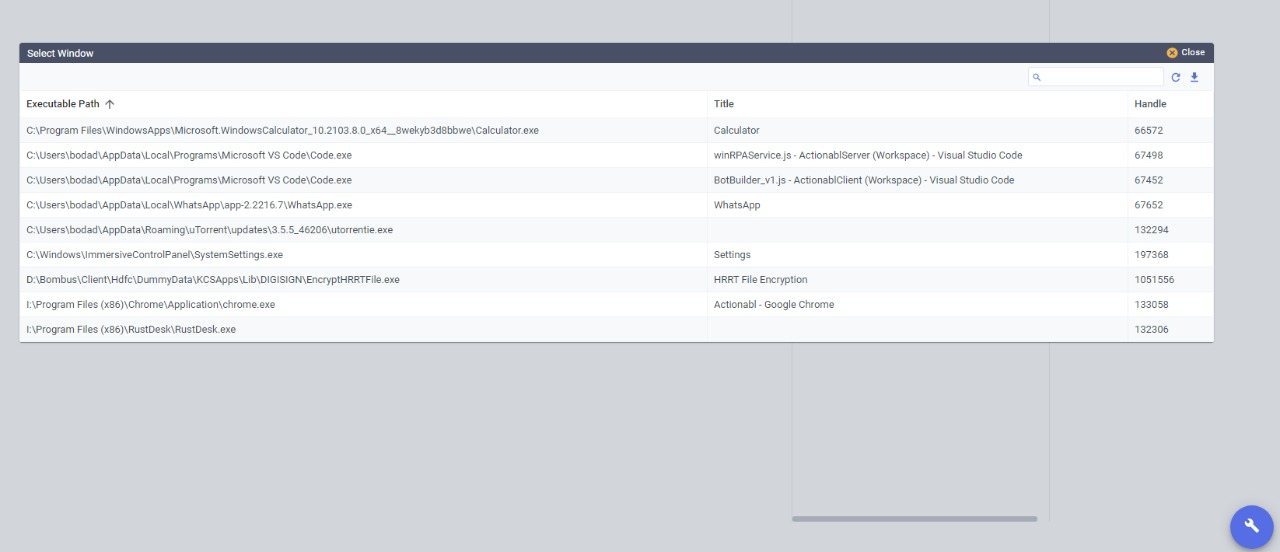 Select Window
Close
Executable Path Title Handle
C:\Program Files\WindowsApps\Microsoft.WindowsCalculator_10.2103.8.0_x64__8wekyb3d8bbwe\Calculator.exe Calculator 66572
C:\Users\bodad\AppData\Local\Programs\Microsoft VS Code\Code.exe winRPAService.js - ActionablServer (Workspace) - Visual Studio Code 67498
C:\Users\bodad\AppData\Local\Programs\Microsoft VS Code\Code.exe BotBuilder_v1.js - ActionablClient (Workspace) - Visual Studio Code 67452
C:\Users\bodad\AppData\Local\WhatsApp\app-2.2216.7\WhatsApp.exe WhatsApp 67652
C:\Users\bodad\AppData\Roaming\uTorrent\updates\3.5.5_46206\utorrentie.exe 132294
C:\Windows\ImmersiveControlPanel\SystemSettings.exe Settings 197368
D:\Bombus\Client\Hdfc\DummyData\KCSApps\Lib\DIGISIGN\EncryptHRRTFile.exe HRRT File Encryption 1051556
I:\Program Files (x86)\Chrome\Application\chrome.exe Actionabl - Google Chrome 133058
I:\Program Files (x86)\RustDesk\RustDesk.exe 132306